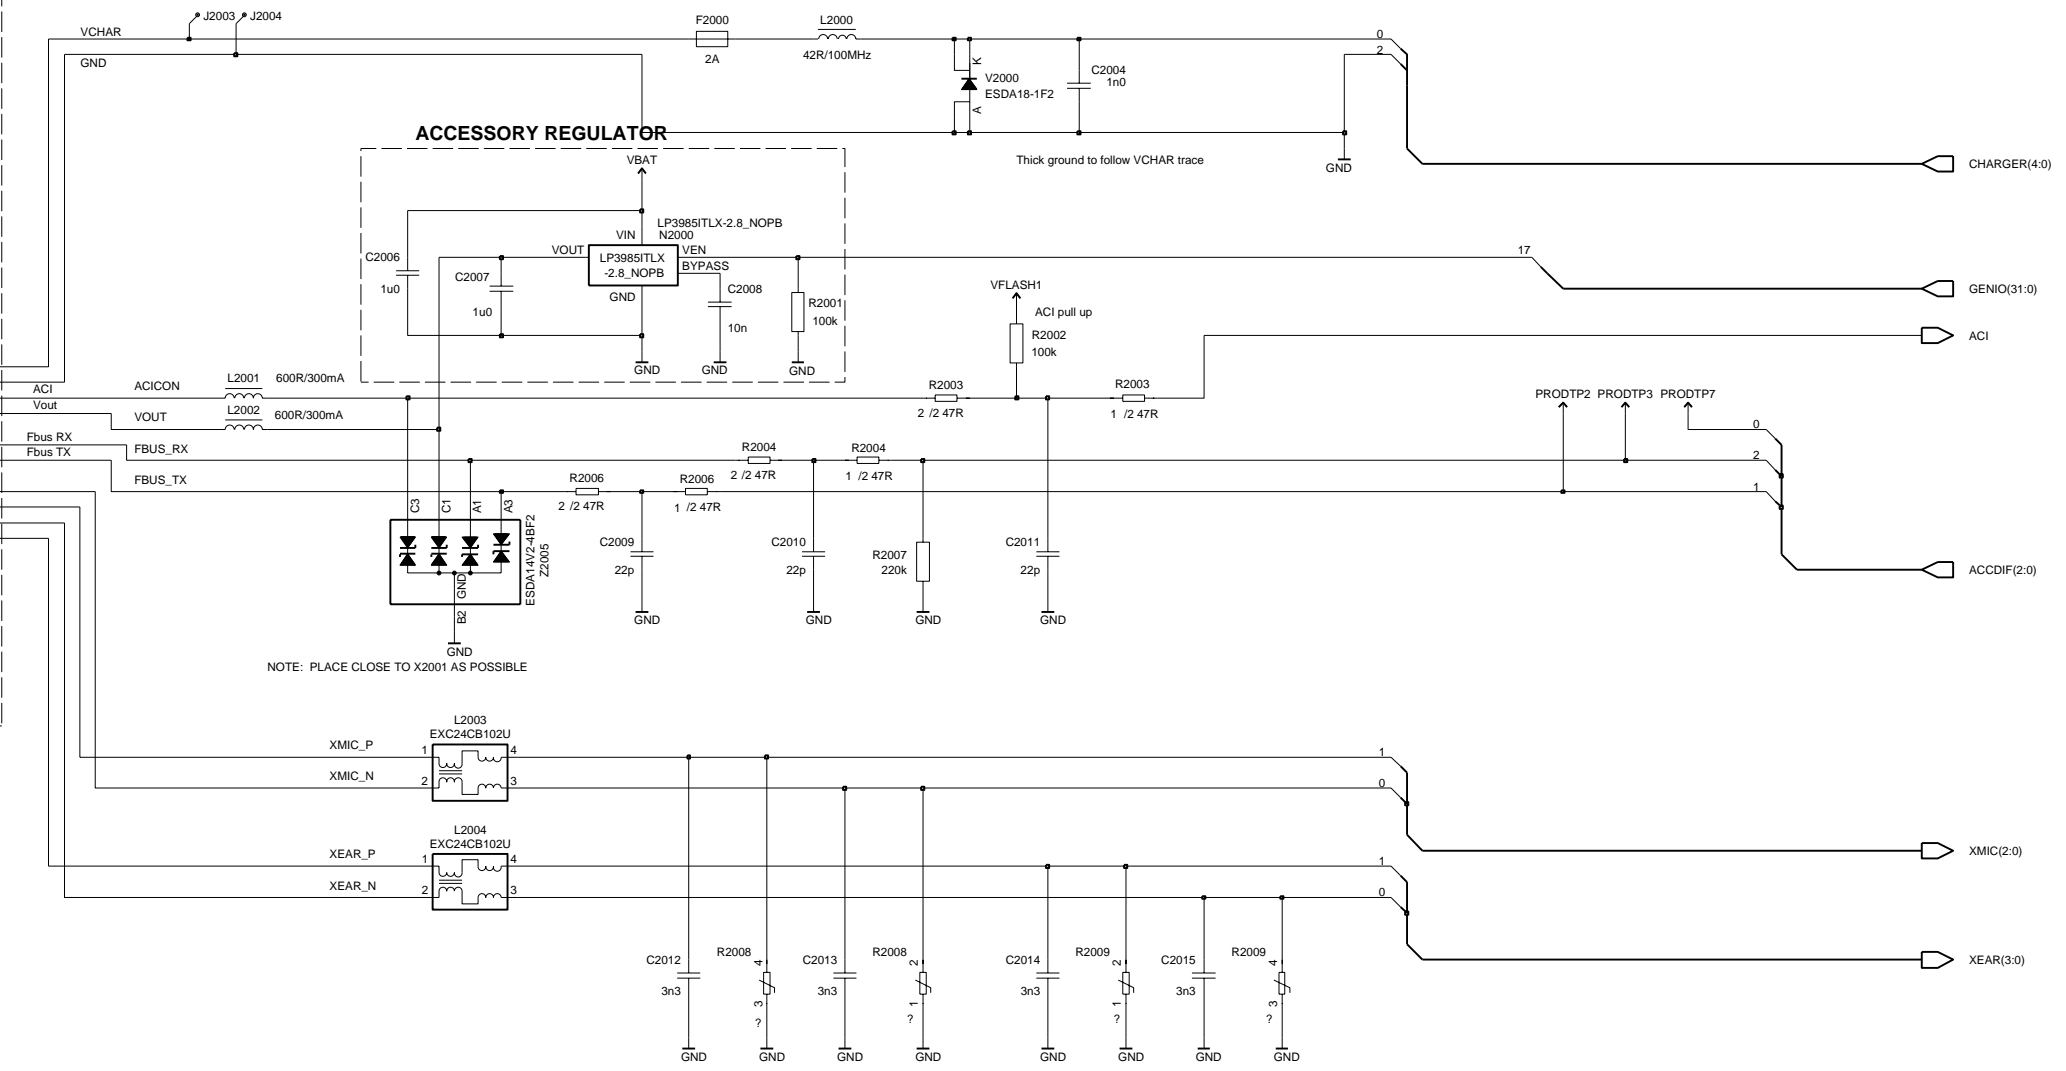 J2003
J2004
VCHAR
GND
F2000
2A
L2000
42R/100MHz
K
V2000
ESDA18-1F2
A
C2004
1n0
0
2
GND
CHARGER(4:0)
Thick ground to follow VCHAR trace
ACCESSORY REGULATOR
VBAT
LP3985ITLX-2.8_NOPB
VIN
N2000
VOUT
LP3985ITLX
-2.8_NOPB
VEN
BYPASS
GND
C2006
1u0
C2007
1u0
C2008
10n
R2001
100k
GND
GND
GND
17
GENIO(31:0)
VFLASH1
ACI pull up
R2002
100k
ACI
ACI
ACICON
L2001
600R/300mA
Vout
VOUT
L2002
600R/300mA
R2003
2 /2 47R
R2003
1 /2 47R
Fbus RX
FBUS_RX
Fbus TX
FBUS_TX
R2004
2 /2 47R
R2004
1 /2 47R
R2006
2 /2 47R
R2006
1 /2 47R
PRODTP2
PRODTP3
PRODTP7
0
2
1
ACCDIF(2:0)
C3
C1
A1
A3
GND
B2
ESDA14V2-4BF2
Z2005
GND
NOTE: PLACE CLOSE TO X2001 AS POSSIBLE
C2009
22p
GND
C2010
22p
GND
R2007
220k
GND
C2011
22p
GND
L2003
EXC24CB102U
XMIC_P
1
4
XMIC_N
2
3
1
0
XMIC(2:0)
L2004
EXC24CB102U
XEAR_P
1
4
XEAR_N
2
3
1
0
XEAR(3:0)
C2012
3n3
GND
R2008
4
3
?
GND
C2013
3n3
GND
R2008
2
1
?
GND
C2014
3n3
GND
R2009
2
1
?
GND
C2015
3n3
GND
R2009
4
3
?
GND